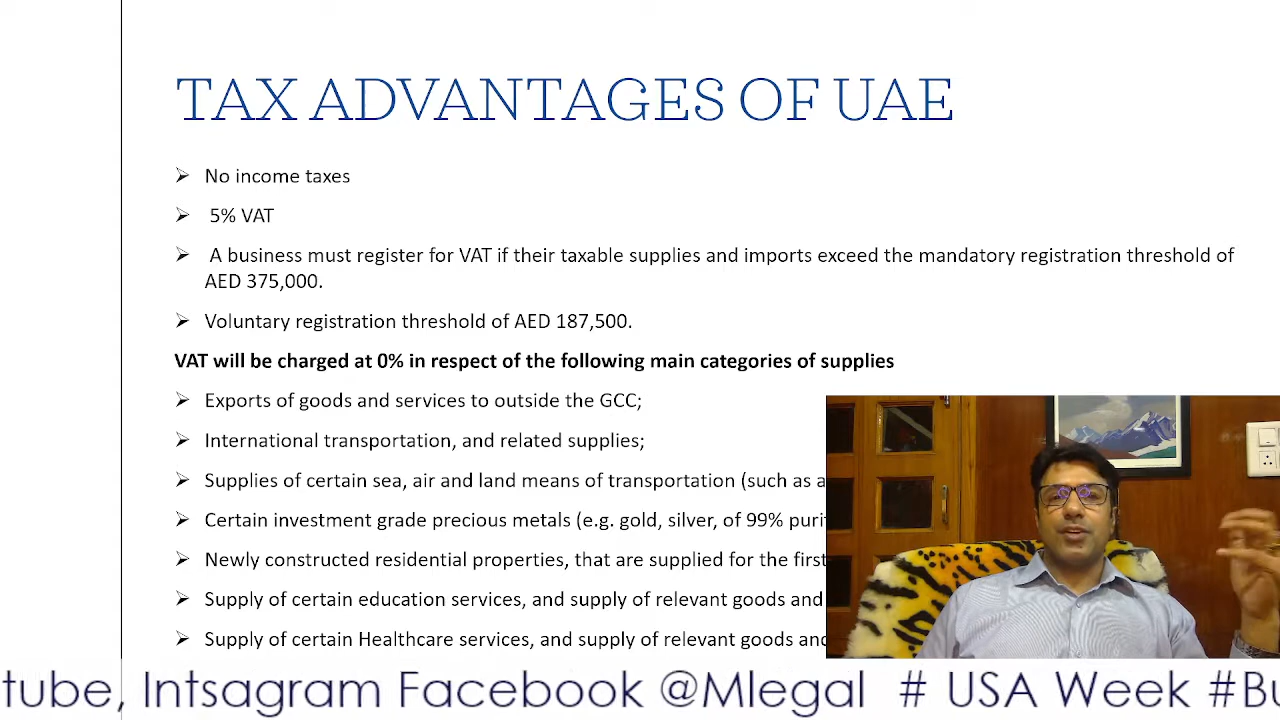 TAX ADVANTAGES OF UAE
➢ No income taxes
➢ 5% VAT
➢ A business must register for VAT if their taxable supplies and imports exceed the mandatory registration threshold of
AED 375,000.
➢ Voluntary registration threshold of AED 187,500.
VAT will be charged at 0% in respect of the following main categories of supplies
➢ Exports of goods and services to outside the GCC;
➢ International transportation, and related supplies;
➢ Supplies of certain sea, air and land means of transportation (such as
➢ Certain investment grade precious metals (e.g. gold, silver, of 99%
➢ Newly constructed residential properties, that are supplied for the first
➢ Supply of certain education services, and supply of relevant goods and
➢ Supply of certain Healthcare services, and supply of relevant goods and
tube, Intsagram Facebook @Mlegal # USA Week #Bu